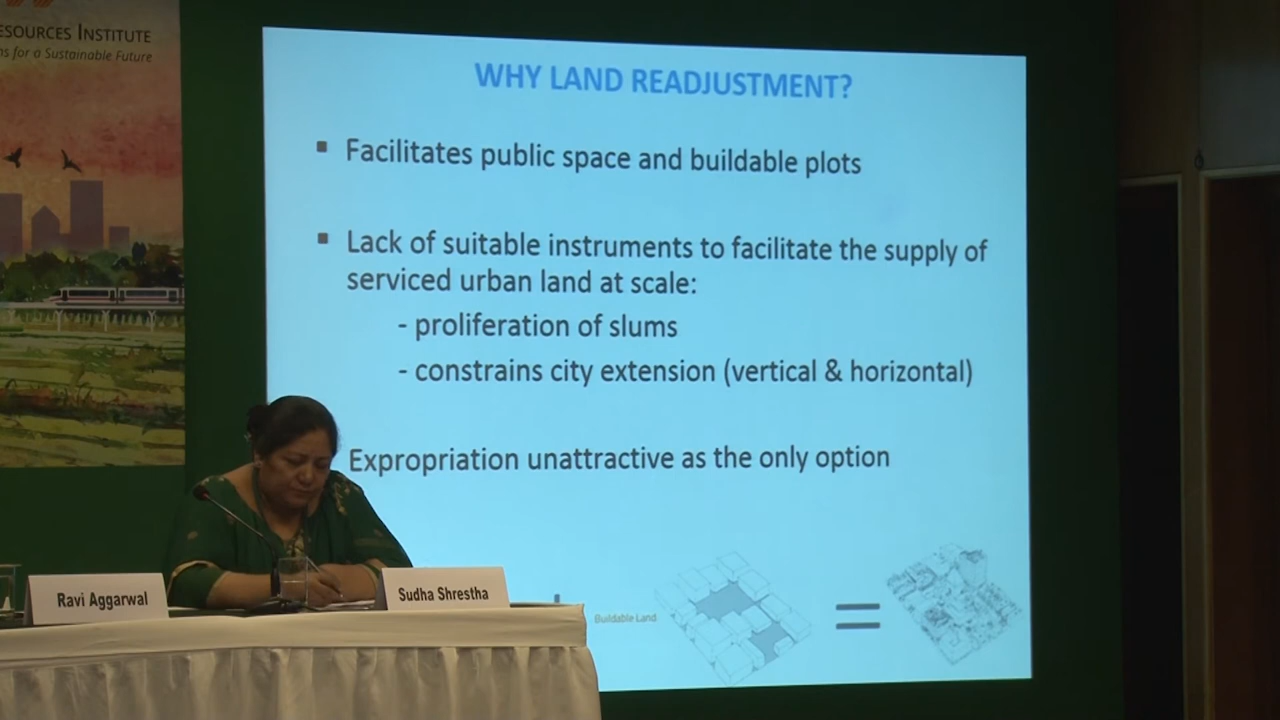 ESOURCES INSTITUTE
ns for a Sustainable Future
WHY LAND READJUSTMENT?
▪ Facilitates public space and buildable plots
▪ Lack of suitable instruments to facilitate the supply of
serviced urban land at scale:
- proliferation of slums
- constrains city extension (vertical & horizontal)
Expropriation unattractive as the only option
Buildable Land
=
Ravi Aggarwal
Sudha Shrestha